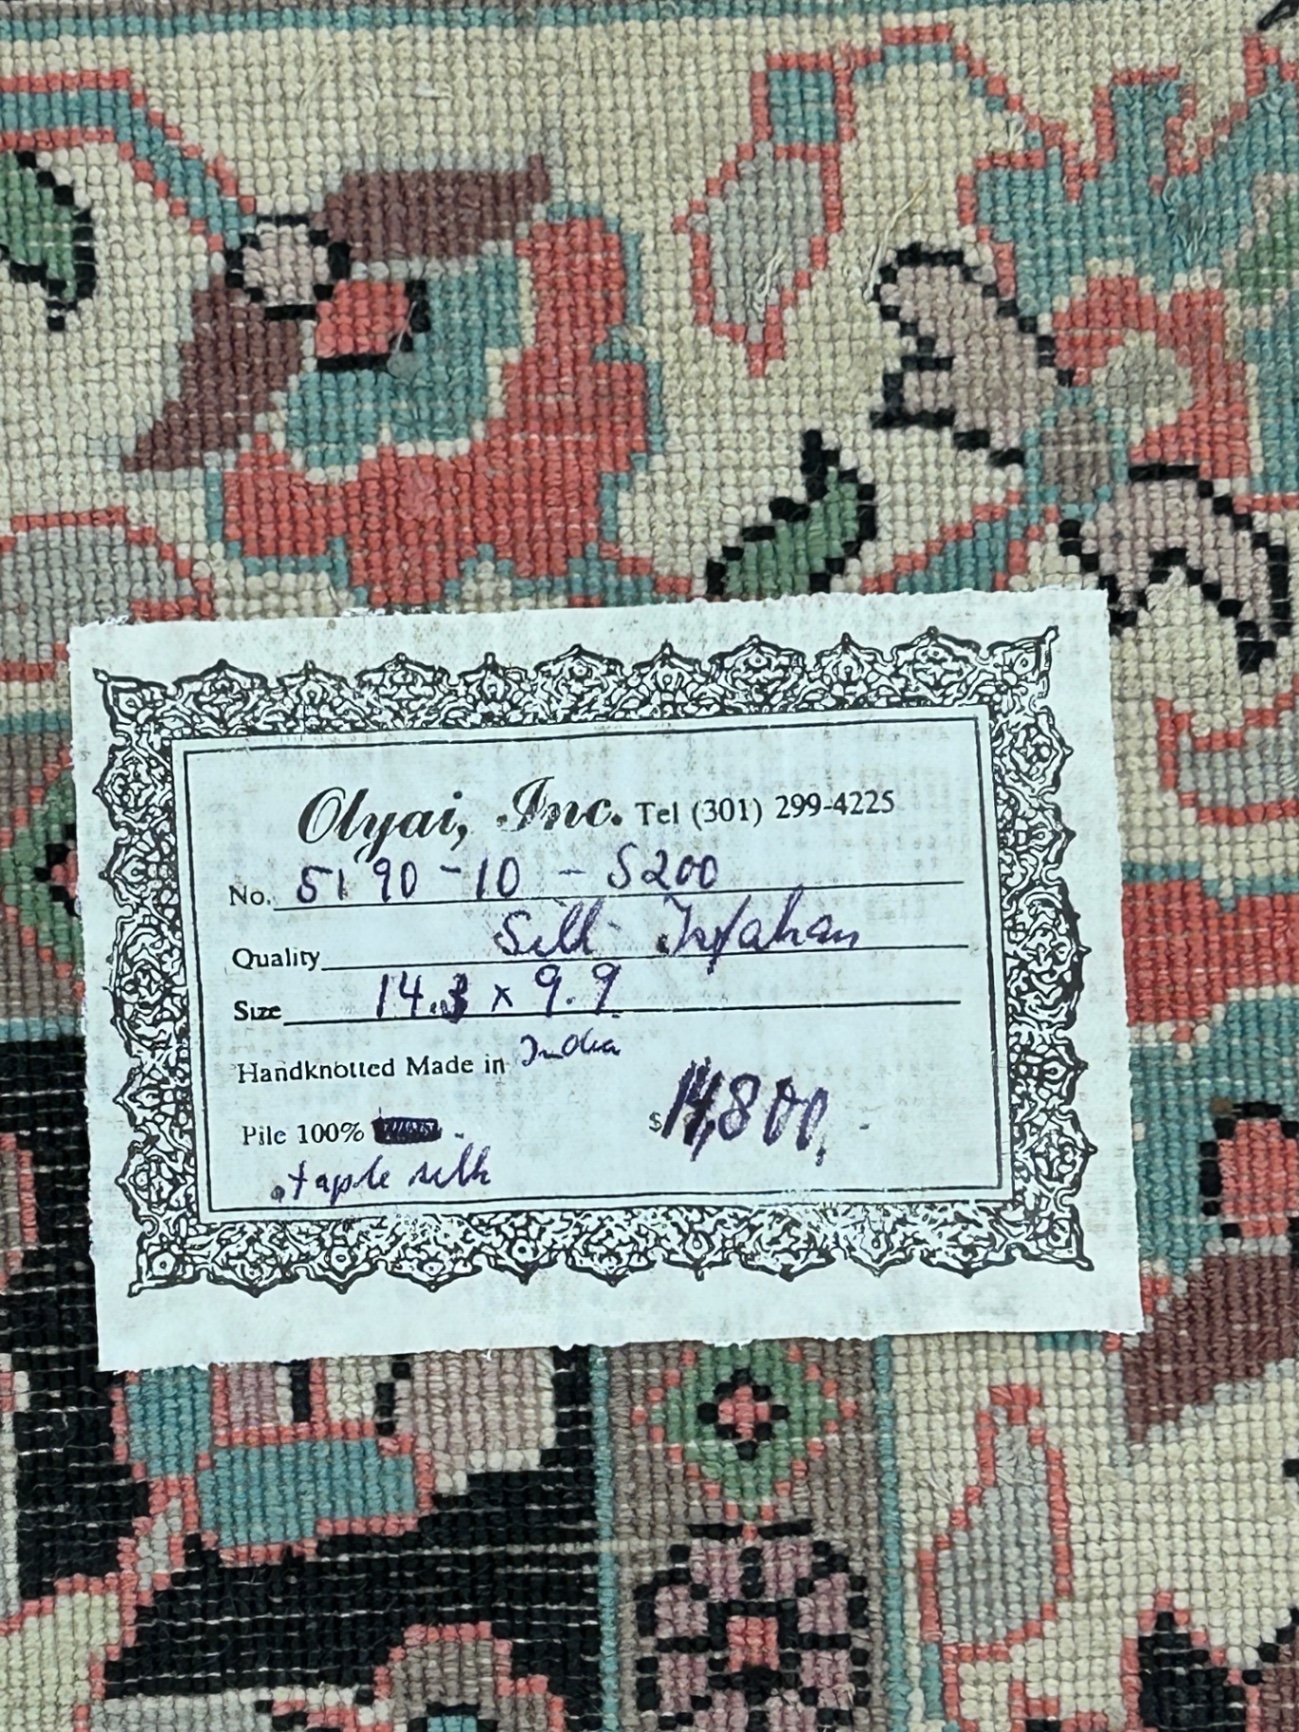 Olyai, Inc. Tel (301) 299-4225
No. 5190-10 - S200
Quality Silk Isfahan
Size 14.3 x 9.9
Handknotted Made in India
Pile 100%
$14,800.-
staple silk